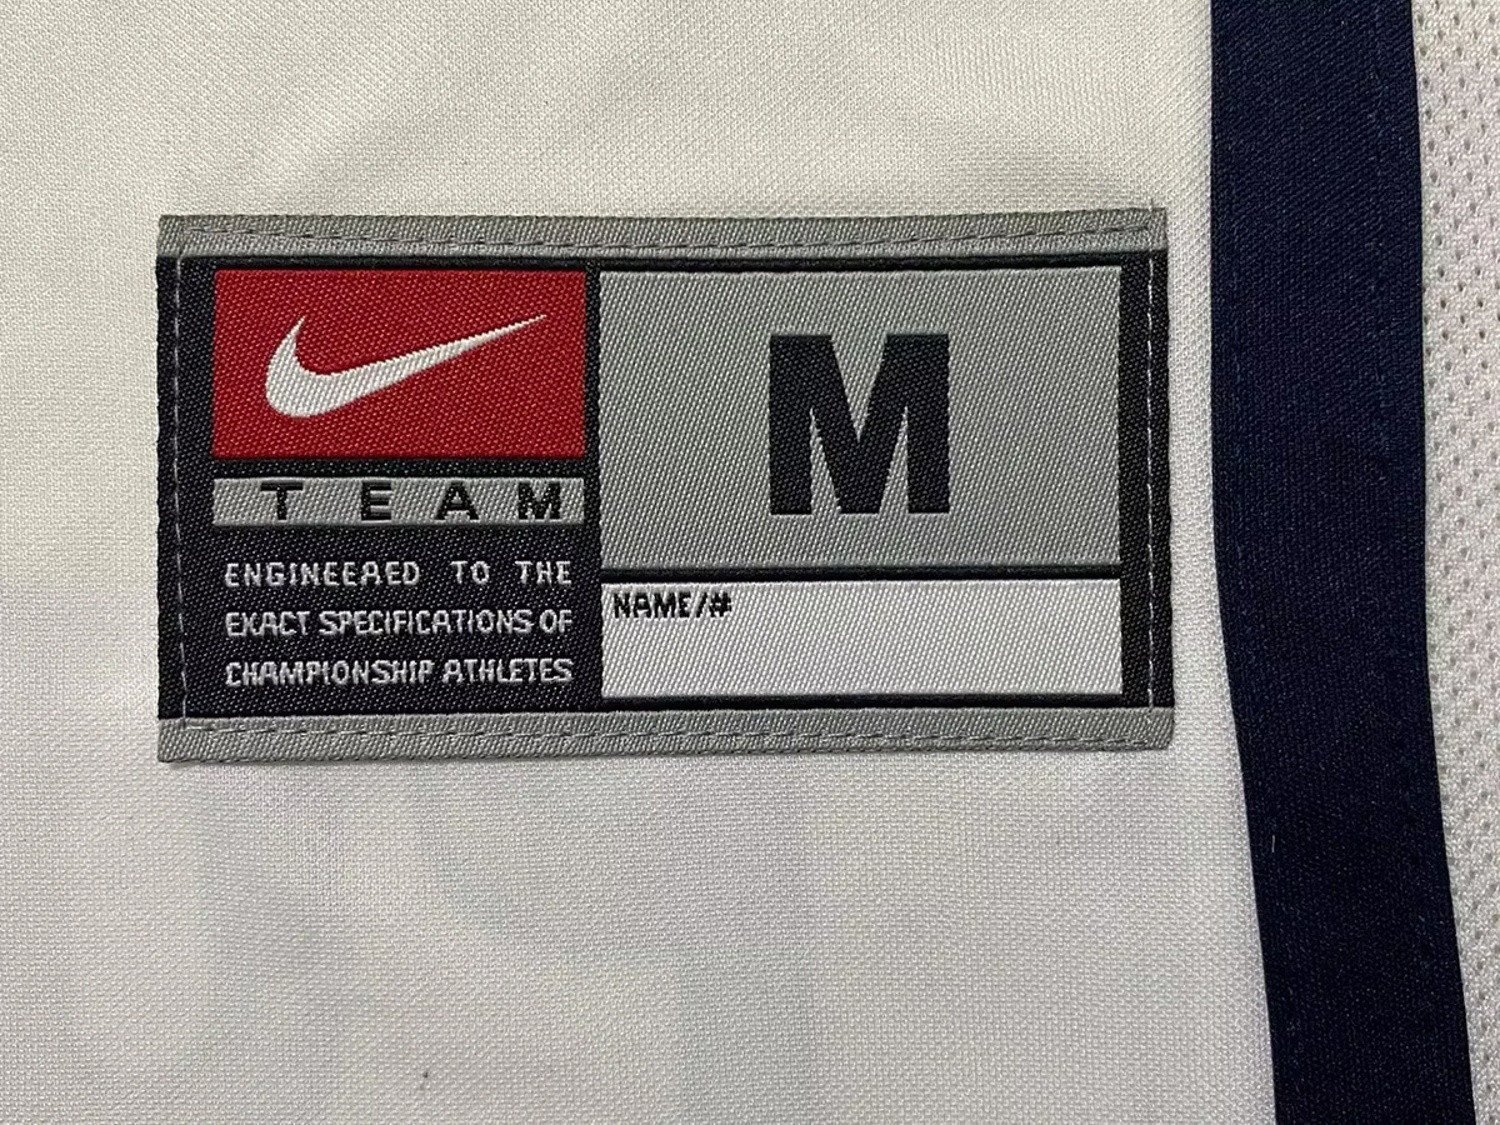 TEAM
ENGINEERED TO THE
EXACT SPECIFICATIONS OF
CHAMPIONSHIP ATHLETES
M
NAME/#